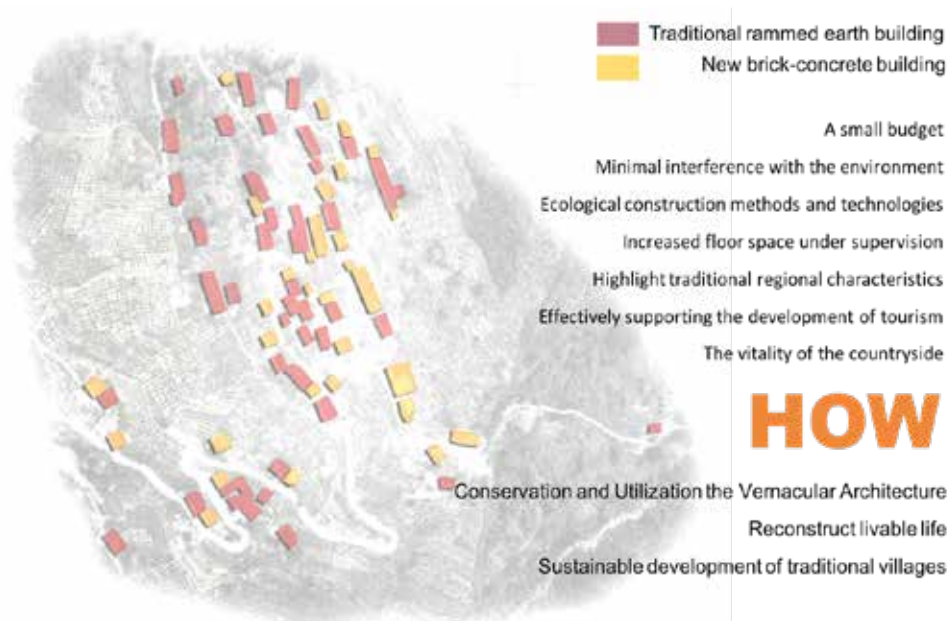 Traditional rammed earth building
New brick-concrete building
A small budget
Minimal interference with the environment
Ecological construction methods and technologies
Increased floor space under supervision
Highlight traditional regional characteristics
Effectively supporting the development of tourism
The vitality of the countryside
HOW
Conservation and Utilization the Vernacular Architecture
Reconstruct livable life
Sustainable development of traditional villages